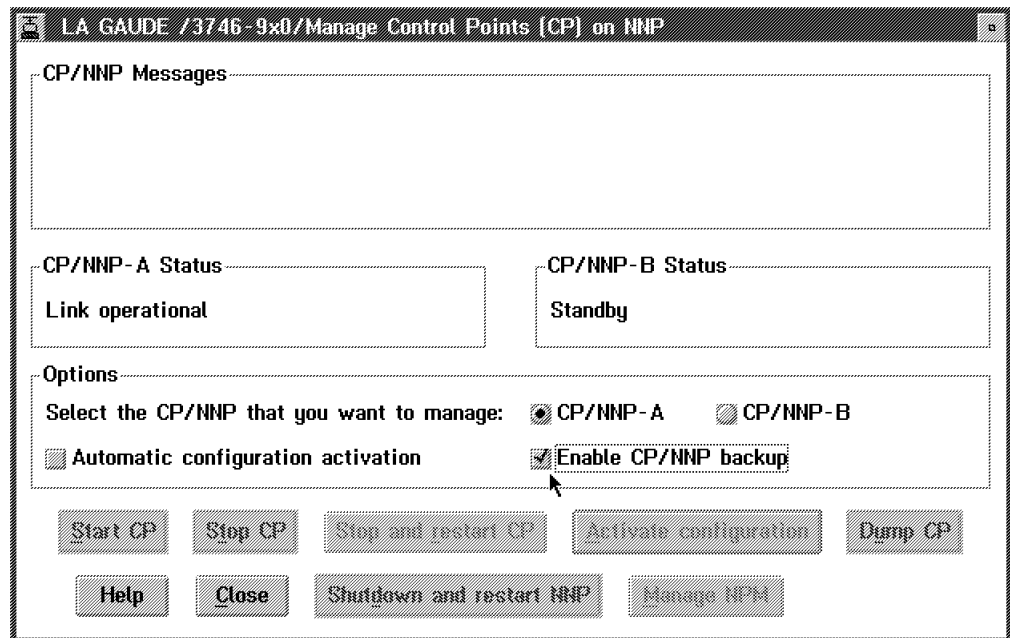 LA GAUDE /3746-9x0/Manage Control Points (CP) on NNP
CP/NNP Messages
CP/NNP-A Status
CP/NNP-B Status
Link operational
Standby
Options
Select the CP/NNP that you want to manage:
CP/NNP-A
CP/NNP-B
Automatic configuration activation
Enable CP/NNP backup
Start CP
Stop CP
Stop and restart CP
Activate configuration
Dump CP
Help
Close
Shutdown and restart NNP
Manage NPM